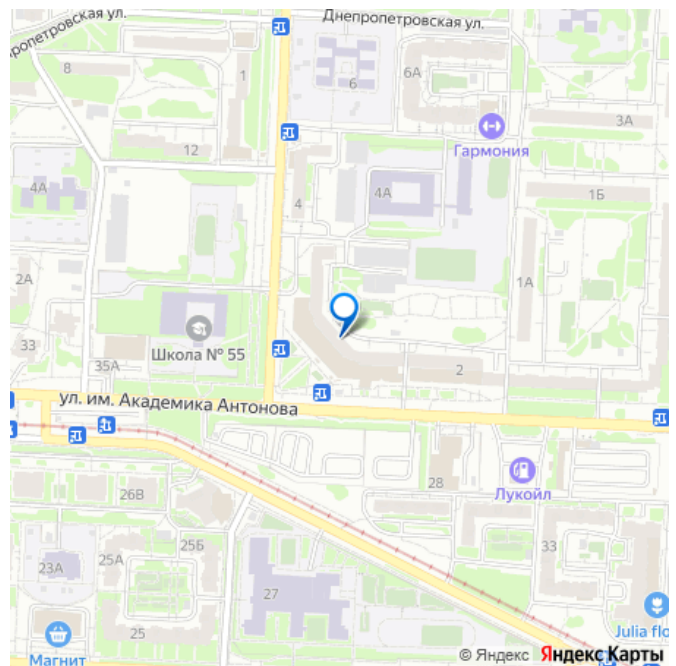 Днепропетровская ул.
ропетровская ул.
8
1
6
6А
3А
Гармония
12
4А
4
4А
1Б
2А
1А
33
Школа № 55
35А
2
ул. им. Академика Антонова
28
Лукойл
26В
25Б
25А
23А
33
27
25
Julia flo
Магнит
© Яндекс Яндекс Карты